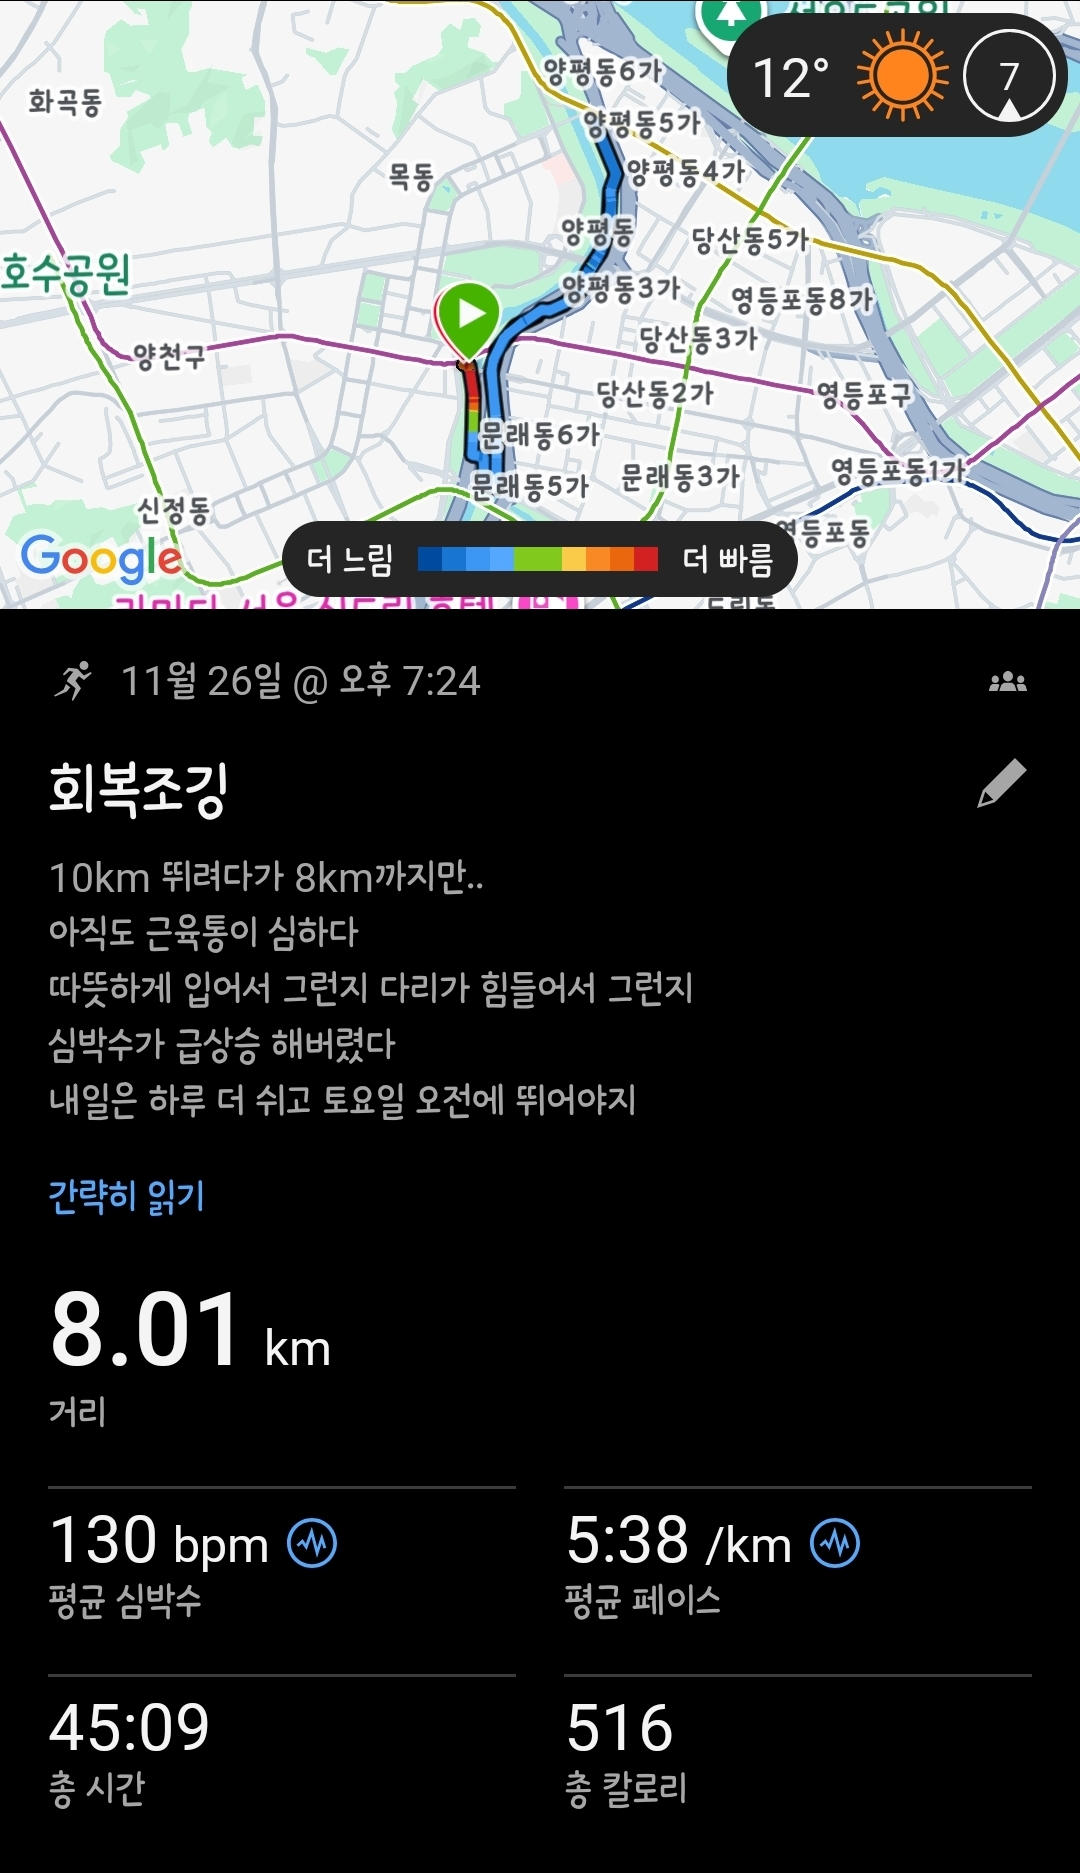 양평동6가
12°
7
화곡동
양평동5가
목동
양평동4가
양평동
당산동5가
호수공원
양평동3가
영등포동8가
당산동3가
양천구
당산동2가
영등포구
문래동6가
영등포동1가
문래동5가
문래동3가
신정동
영등포동
Google
더 느림
더 빠름
11월 26일 @ 오후 7:24
회복조깅
10km 뛰려다가 8km까지만..
아직도 근육통이 심하다
따뜻하게 입어서 그런지 다리가 힘들어서 그런지
심박수가 급상승 해버렸다
내일은 하루 더 쉬고 토요일 오전에 뛰어야지
간략히 읽기
8.01 km
거리
130 bpm
5:38 /km
평균 심박수
평균 페이스
45:09
516
총 시간
총 칼로리